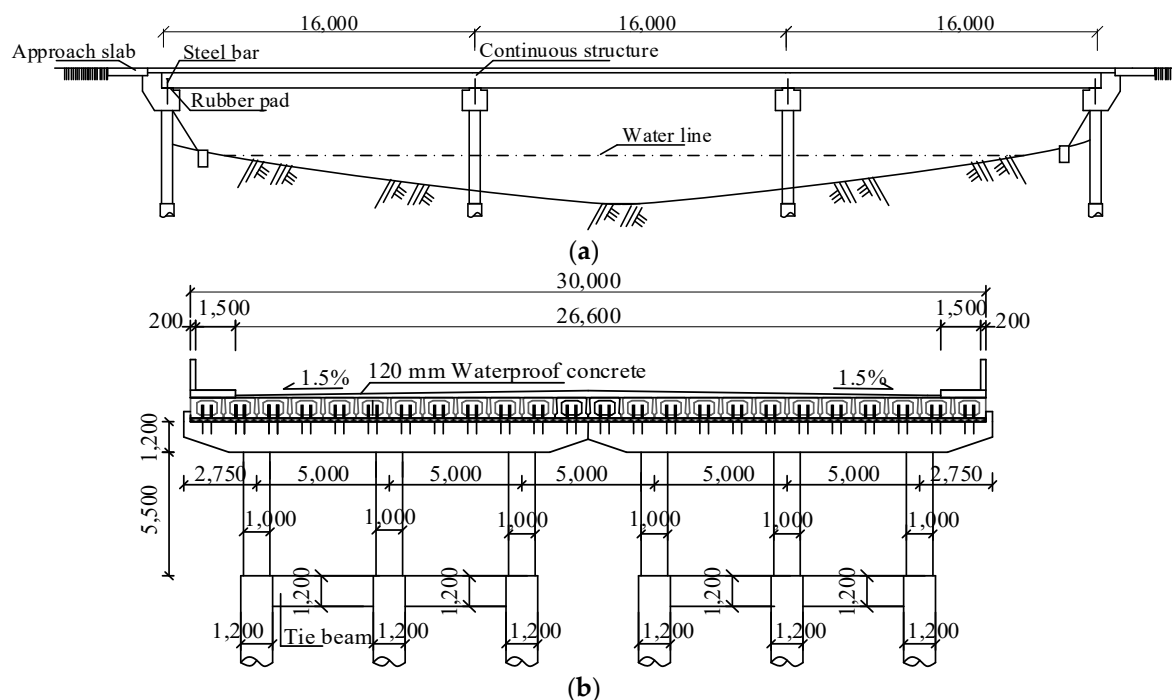 16,000 16,000 16,000
Approach slab Steel bar Continuous structure
Rubber pad
Water line
(a)
30,000
200 1,500 26,600 1,500 200
1.5% 120 mm Waterproof concrete 1.5%
1,200
2,750 5,000 5,000 5,000 5,000 5,000 2,750
5,500
1,000 1,000 1,000 1,000 1,000 1,000
1,200 1,200 1,200 1,200
1,200 Tie beam 1,200 1,200 1,200 1,200 1,200
(b)